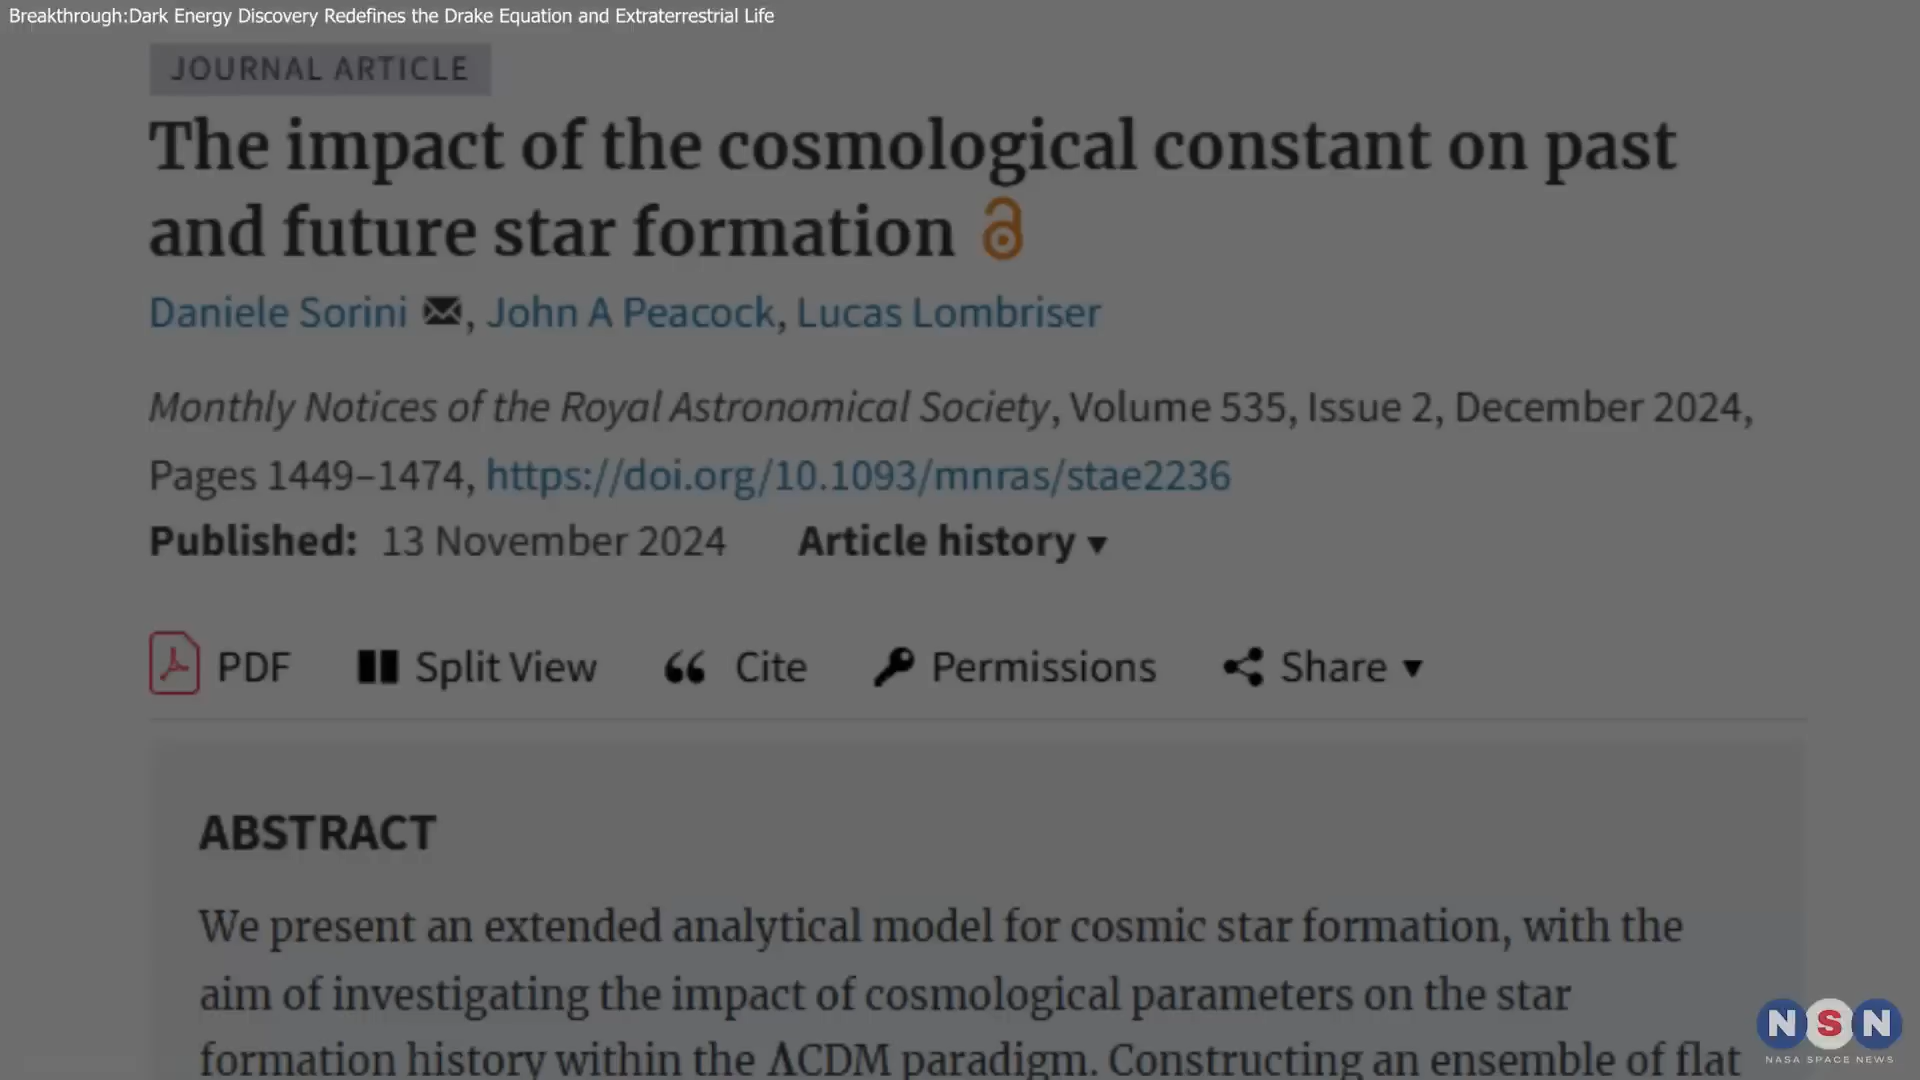 Breakthrough:Dark Energy Discovery Redefines the Drake Equation and Extraterrestrial Life
JOURNAL ARTICLE
The impact of the cosmological constant on past
and future star formation
Daniele Sorini , John A Peacock, Lucas Lombriser
Monthly Notices of the Royal Astronomical Society, Volume 535, Issue 2, December 2024,
Pages 1449–1474, https://doi.org/10.1093/mnras/stae2236
Published: 13 November 2024 Article history ▾
PDF Split View Cite Permissions Share ▾
ABSTRACT
We present an extended analytical model for cosmic star formation, with the
aim of investigating the impact of cosmological parameters on the star
formation history within the ΛCDM paradigm. Constructing an ensemble of flat
NSN
NASA SPACE NEWS